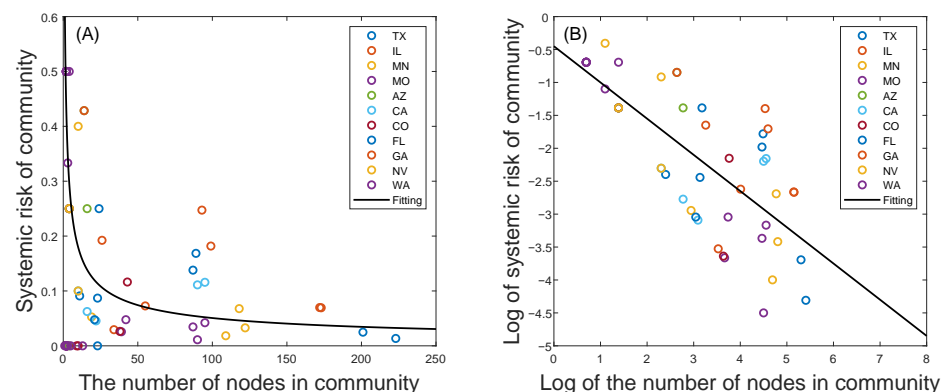 (A)
Systemic risk of community
0.6
0.5
0.4
0.3
0.2
0.1
0
0
50
100
150
200
250
The number of nodes in community
TX
IL
MN
MO
AZ
CA
CO
FL
GA
NV
WA
Fitting
(B)
Log of systemic risk of community
0
-0.5
-1
-1.5
-2
-2.5
-3
-3.5
-4
-4.5
-5
0
1
2
3
4
5
6
7
8
Log of the number of nodes in community
TX
IL
MN
MO
AZ
CA
CO
FL
GA
NV
WA
Fitting